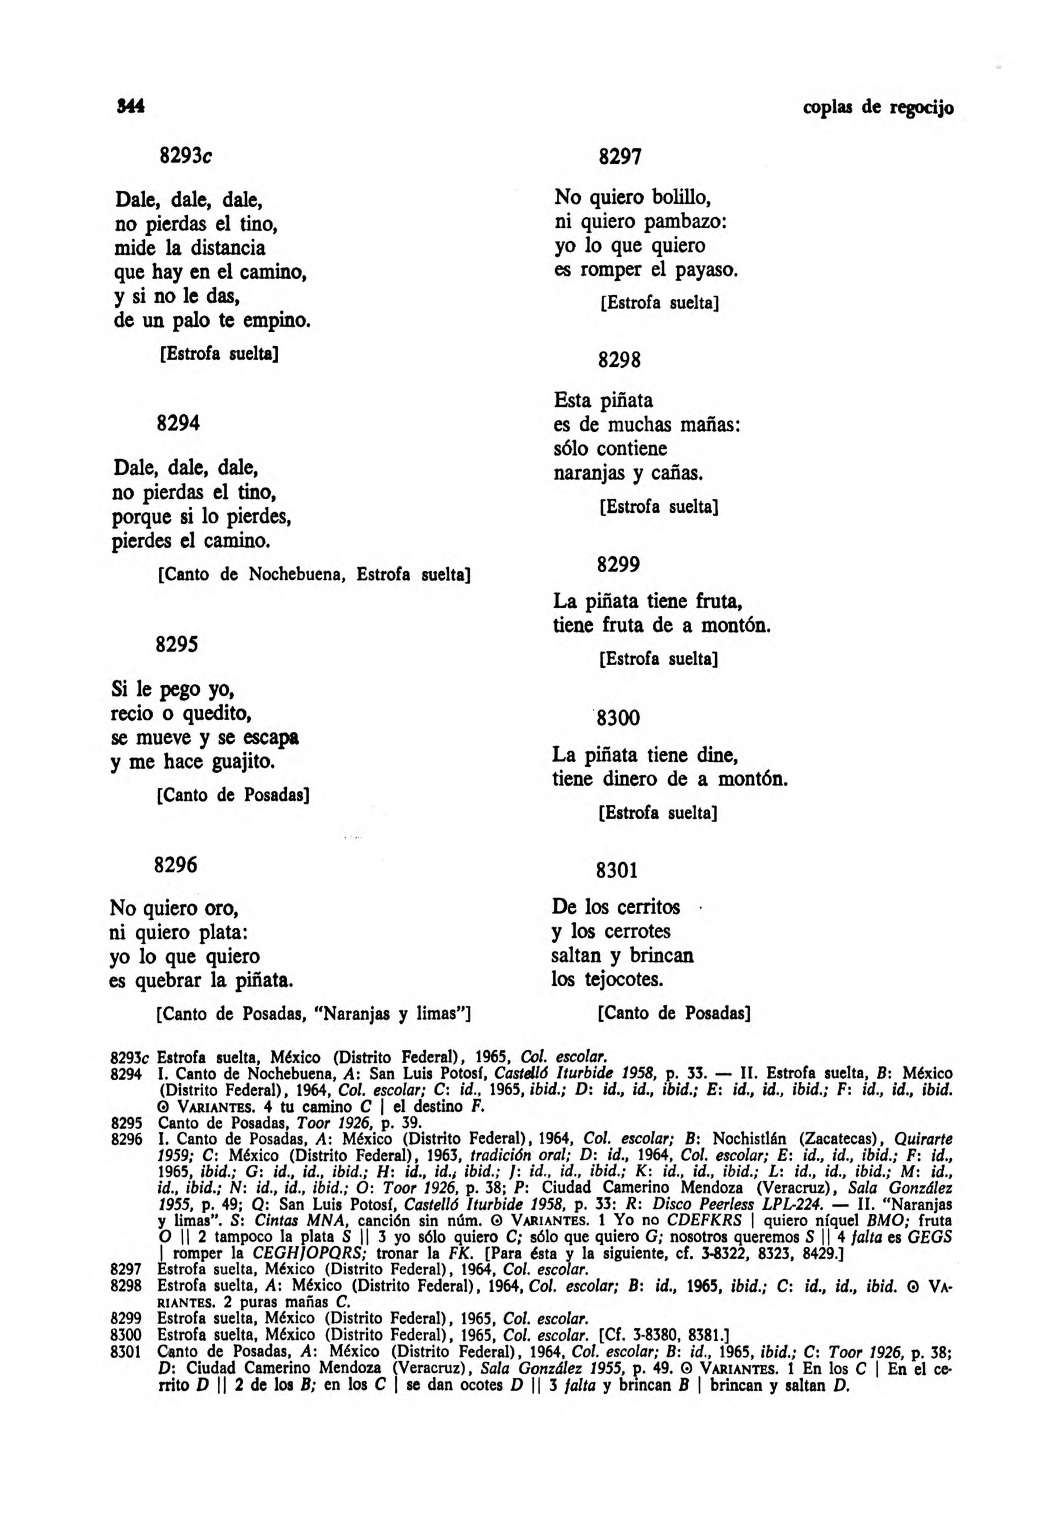 344 coplas de regocijo
8293c
Dale, dale, dale,
no pierdas el tino,
mide la distancia
que hay en el camino,
y si no le das,
de un palo te empino.
[Estrofa suelta]
8294
Dale, dale, dale,
no pierdas el tino,
porque si lo pierdes,
pierdes el camino.
[Canto de Nochebuena, Estrofa suelta]
8295
Si le pego yo,
recio o quedito,
se mueve y se escapa
y me hace guajito.
[Canto de Posadas]
8296
No quiero oro,
ni quiero plata:
yo lo que quiero
es quebrar la piñata.
[Canto de Posadas, "Naranjas y limas"]
8297
No quiero bolillo,
ni quiero pambazo:
yo lo que quiero
es romper el payaso.
[Estrofa suelta]
8298
Esta piñata
es de muchas mañas:
sólo contiene
naranjas y cañas.
[Estrofa suelta]
8299
La piñata tiene fruta,
tiene fruta de a montón.
[Estrofa suelta]
8300
La piñata tiene dine,
tiene dinero de a montón.
[Estrofa suelta]
8301
De los cerritos
y los cerrotes
saltan y brincan
los tejocotes.
[Canto de Posadas]
8293c Estrofa suelta, México (Distrito Federal), 1965, Col. escolar.
8294 I. Canto de Nochebuena, A: San Luis Potosí, Castelló Iturbide 1958, p. 33. — II. Estrofa suelta, B: México
(Distrito Federal), 1964, Col. escolar; C: id., 1965, ibid.; D: id., id., ibid.; E: id., id., ibid.; F: id., id., ibid.
⊙ VARIANTES. 4 tu camino C | el destino F.
8295 Canto de Posadas, Toor 1926, p. 39.
8296 I. Canto de Posadas, A: México (Distrito Federal), 1964, Col. escolar; B: Nochistlán (Zacatecas), Quirarte
1959; C: México (Distrito Federal), 1963, tradición oral; D: id., 1964, Col. escolar; E: id., id., ibid.; F: id.,
1965, ibid.; G: id., id., ibid.; H: id., id.; ibid.; J: id., id., ibid.; K: id., id., ibid.; L: id., id., ibid.; M: id.,
id., ibid.; N: id., id., ibid.; O: Toor 1926, p. 38; P: Ciudad Camerino Mendoza (Veracruz), Sala González
1955, p. 49; Q: San Luis Potosí, Castelló Iturbide 1958, p. 33: R: Disco Peerless LPL-224. — II. "Naranjas
y limas". S: Cintas MNA, canción sin núm. ⊙ VARIANTES. 1 Yo no CDEFKRS | quiero níquel BMO; fruta
O || 2 tampoco la plata S || 3 yo sólo quiero C; sólo que quiero G; nosotros queremos S || 4 falta es GEGS
| romper la CEGHJOPQRS; tronar la FK. [Para ésta y la siguiente, cf. 3-8322, 8323, 8429.]
8297 Estrofa suelta, México (Distrito Federal), 1964, Col. escolar.
8298 Estrofa suelta, A: México (Distrito Federal), 1964, Col. escolar; B: id., 1965, ibid.; C: id., id., ibid. ⊙ VA-
RIANTES. 2 puras mañas C.
8299 Estrofa suelta, México (Distrito Federal), 1965, Col. escolar.
8300 Estrofa suelta, México (Distrito Federal), 1965, Col. escolar. [Cf. 3-8380, 8381.]
8301 Canto de Posadas, A: México (Distrito Federal), 1964, Col. escolar; B: id., 1965, ibid.; C: Toor 1926, p. 38;
D: Ciudad Camerino Mendoza (Veracruz), Sala González 1955, p. 49. ⊙ VARIANTES. 1 En los C | En el ce-
rrito D || 2 de los B; en los C | se dan ocotes D || 3 falta y brincan B | brincan y saltan D.